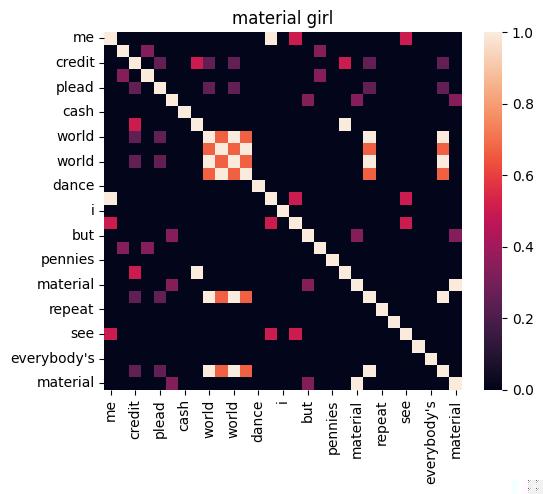 material girl
me
credit
plead
cash
world
world
dance
i
but
pennies
material
repeat
see
everybody's
material
1.0
0.8
0.6
0.4
0.2
0.0
me
credit
plead
cash
world
world
dance
i
but
pennies
material
repeat
see
everybody's
material